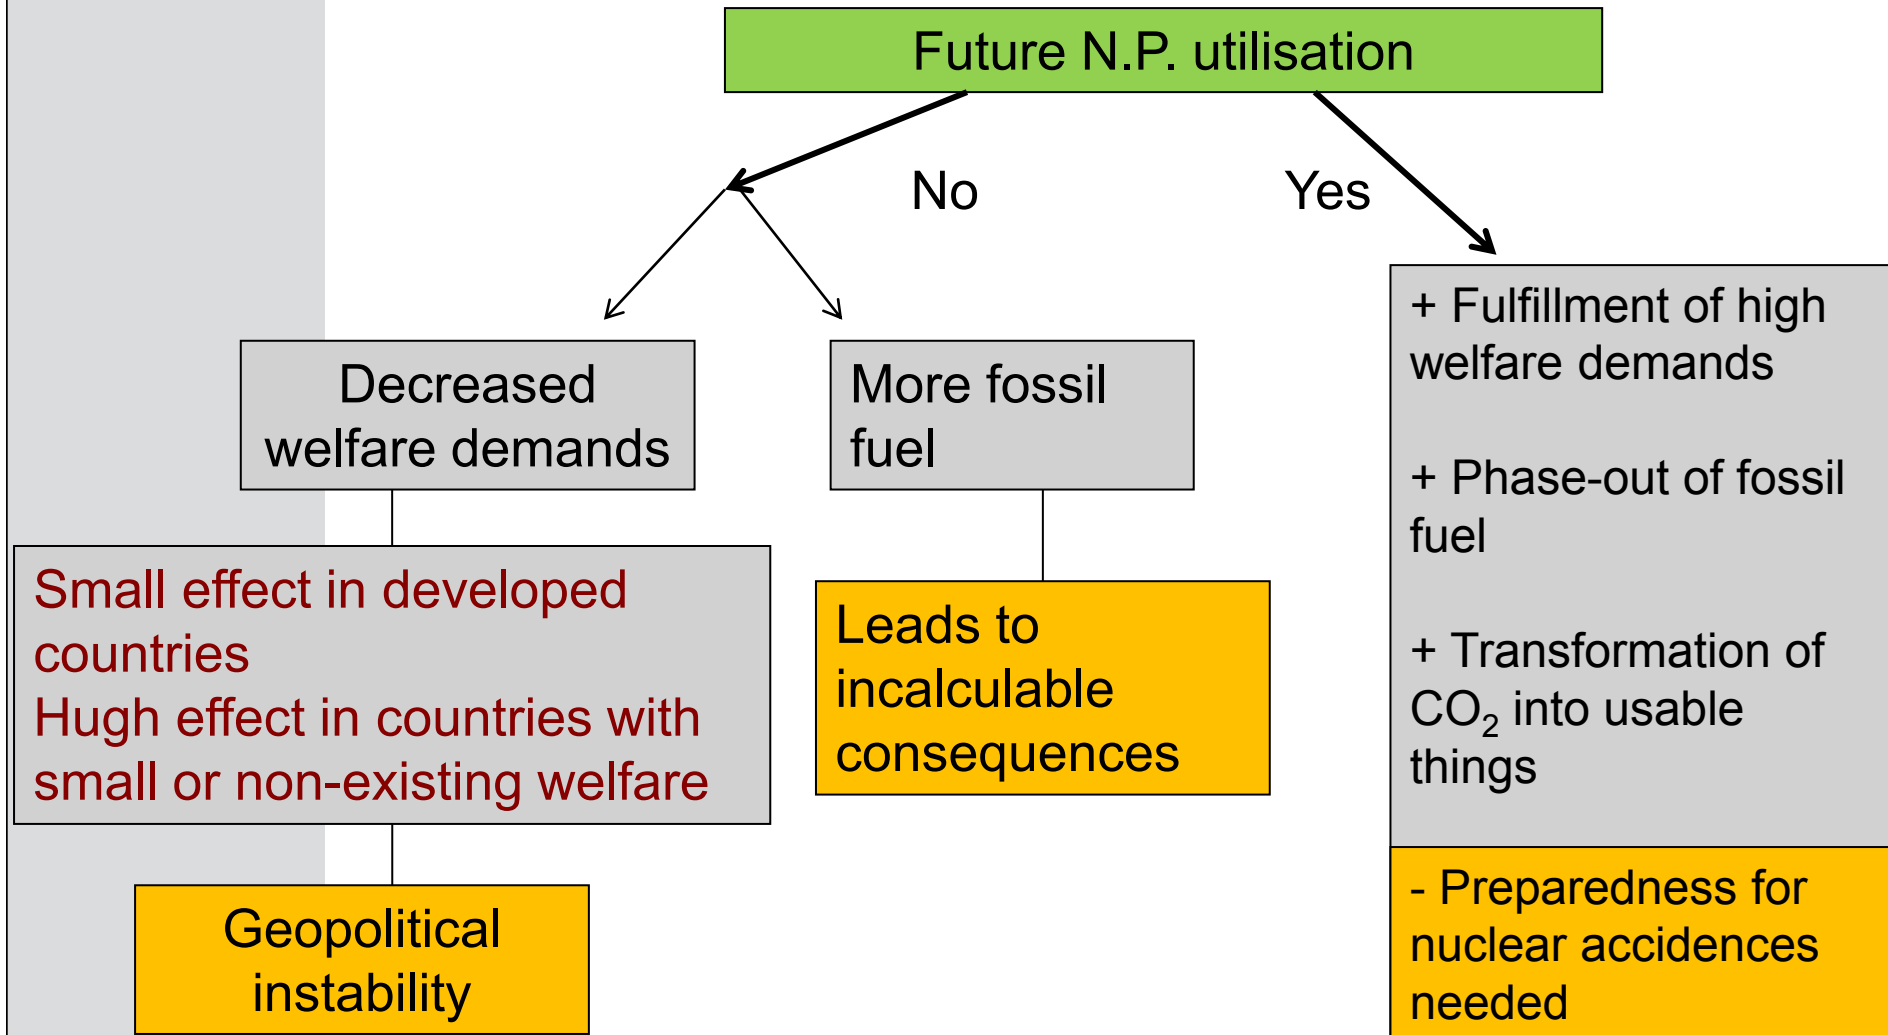 Future N.P. utilisation
No
Yes
Decreased
welfare demands
More fossil
fuel
Small effect in developed
countries
Hugh effect in countries with
small or non-existing welfare
Geopolitical
instability
Leads to
incalculable
consequences
+ Fulfillment of high
welfare demands
+ Phase-out of fossil
fuel
+ Transformation of
CO₂ into usable
things
- Preparedness for
nuclear accidences
needed